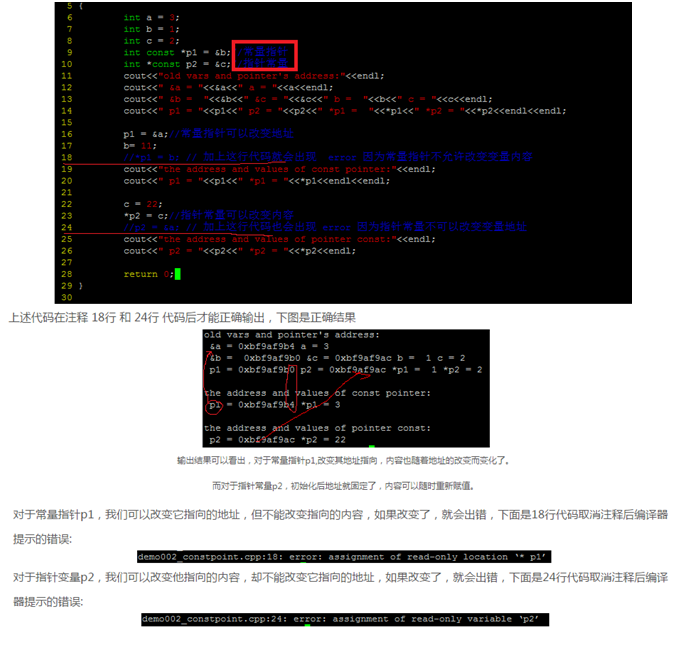 5 {
6 int a = 3;
7 int b = 1;
8 int c = 2;
9 int const *p1 = &b; //常量指针
10 int *const p2 = &c; //指针常量
11 cout<<"old vars and pointer's address:"<<endl;
12 cout<<" &a = "<<&a<<" a = "<<a<<endl;
13 cout<<" &b =  "<<&b<<" &c = "<<&c<<" b =  "<<b<<" c = "<<c<<endl;
14 cout<<" p1 = "<<p1<<" p2 = "<<p2<<" *p1 =  "<<*p1<<" *p2 = "<<*p2<<endl<<endl;
15
16 p1 = &a;//常量指针可以改变地址
17 b= 11;
18 //*p1 = b; // 加上这行代码就会出现 error 因为常量指针不允许改变变量内容
19 cout<<"the address and values of const pointer:"<<endl;
20 cout<<" p1 = "<<p1<<" *p1 = "<<*p1<<endl<<endl;
21
22 c = 22;
23 *p2 = c;//指针常量可以改变内容
24 //p2 = &a; // 加上这行代码也会出现 error 因为指针常量不可以改变变量地址
25 cout<<"the address and values of pointer const:"<<endl;
26 cout<<" p2 = "<<p2<<" *p2 = "<<*p2<<endl;
27
28 return 0;
29 }
30
上述代码在注释 18行 和 24行 代码后才能正确输出，下图是正确结果
old vars and pointer's address:
&a = 0xbf9af9b4 a = 3
&b =  0xbf9af9b0 &c = 0xbf9af9ac b =  1 c = 2
p1 = 0xbf9af9b0 p2 = 0xbf9af9ac *p1 =  1 *p2 = 2
the address and values of const pointer:
p1 = 0xbf9af9b4 *p1 = 3
the address and values of pointer const:
p2 = 0xbf9af9ac *p2 = 22
输出结果可以看出，对于常量指针p1,改变其地址指向，内容也随着地址的改变而变化了。
而对于指针常量p2，初始化后地址就固定了，内容可以随时重新赋值。
对于常量指针p1，我们可以改变它指向的地址，但不能改变指向的内容，如果改变了，就会出错，下面是18行代码取消注释后编译器
提示的错误:
demo002_constpoint.cpp:18: error: assignment of read-only location ‘* p1’
对于指针变量p2，我们可以改变他指向的内容，却不能改变它指向的地址，如果改变了，就会出错，下面是24行代码取消注释后编译
器提示的错误:
demo002_constpoint.cpp:24: error: assignment of read-only variable ‘p2’